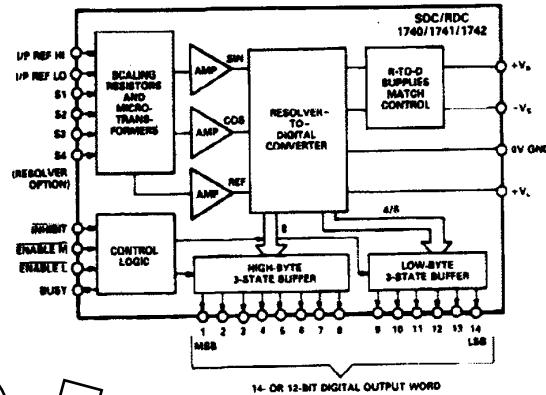 SDC/RDC
1740/1741/1742
I/P REF HI
I/P REF LO
S1
S2
S3
S4
(RESOLVER
OPTION)
SCALING
RESISTORS
AND
MICRO-
TRANS-
FORMERS
AMP
SIN
AMP
COS
AMP
REF
RESOLVER-
TO-
DIGITAL
CONVERTER
R-TO-D
SUPPLIES
MATCH
CONTROL
-VS
0V GND
+VL
INHIBIT
ENABLE M
ENABLE L
BUSY
CONTROL
LOGIC
8
4/6
HIGH-BYTE
3-STATE BUFFER
LOW-BYTE
3-STATE BUFFER
1 2 3 4 5 6 7 8 9 10 11 12 13 14
MSB LSB
14- OR 12-BIT DIGITAL OUTPUT WORD